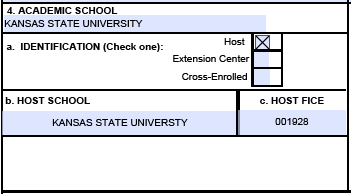 4. ACADEMIC SCHOOL
KANSAS STATE UNIVERSITY
a. IDENTIFICATION (Check one): Host
Extension Center
Cross-Enrolled
b. HOST SCHOOL c. HOST FICE
KANSAS STATE UNIVERSTY 001928